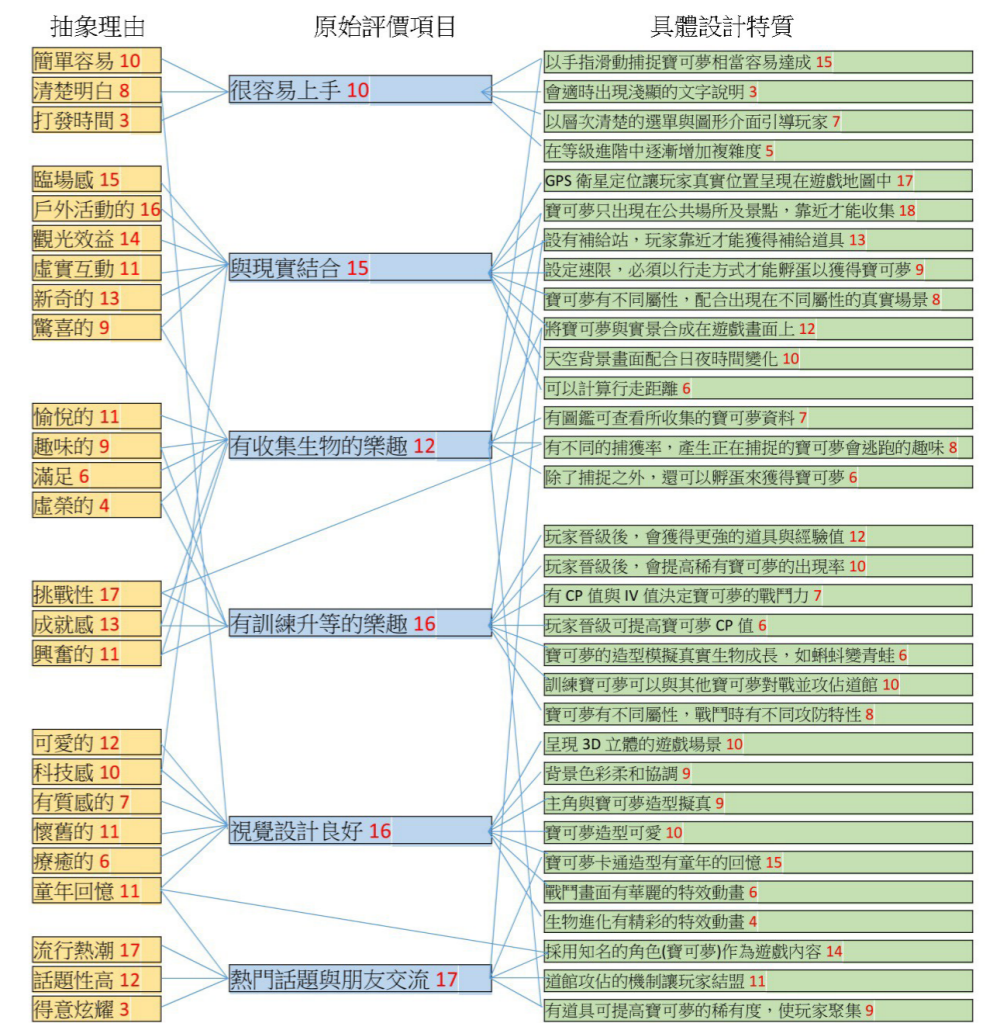 抽象理由
原始評價項目
具體設計特質
簡單容易 10
清楚明白 8
打發時間 3
臨場感 15
戶外活動的 16
觀光效益 14
虛實互動 11
新奇的 13
驚喜的 9
愉悅的 11
趣味的 9
滿足 6
虛榮的 4
挑戰性 17
成就感 13
興奮的 11
可愛的 12
科技感 10
有質感的 7
懷舊的 11
療癒的 6
童年回憶 11
流行熱潮 17
話題性高 12
得意炫耀 3
很容易上手 10
與現實結合 15
有收集生物的樂趣 12
有訓練升等的樂趣 16
視覺設計良好 16
熱門話題與朋友交流 17
以手指滑動捕捉寶可夢相當容易達成 15
會適時出現淺顯的文字說明 3
以層次清楚的選單與圖形介面引導玩家 7
在等級進階中逐漸增加複雜度 5
GPS 衛星定位讓玩家真實位置呈現在遊戲地圖中 17
寶可夢只出現在公共場所及景點，靠近才能收集 18
設有補給站，玩家靠近才能獲得補給道具 13
設定速限，必須以行走方式才能孵蛋以獲得寶可夢 9
寶可夢有不同屬性，配合出現在不同屬性的真實場景 8
將寶可夢與實景合成在遊戲畫面上 12
天空背景畫面配合日夜時間變化 10
可以計算行走距離 6
有圖鑑可查看所收集的寶可夢資料 7
有不同的捕獲率，產生正在捕捉的寶可夢會逃跑的趣味 8
除了捕捉之外，還可以孵蛋來獲得寶可夢 6
玩家晉級後，會獲得更強的道具與經驗值 12
玩家晉級後，會提高稀有寶可夢的出現率 10
有 CP 值與 IV 值決定寶可夢的戰鬥力 7
玩家晉級可提高寶可夢 CP 值 6
寶可夢的造型模擬真實生物成長，如蝌蚪變青蛙 6
訓練寶可夢可以與其他寶可夢對戰並攻佔道館 10
寶可夢有不同屬性，戰鬥時有不同攻防特性 8
呈現 3D 立體的遊戲場景 10
背景色彩柔和協調 9
主角與寶可夢造型擬真 9
寶可夢造型可愛 10
寶可夢卡通造型有童年的回憶 15
戰鬥畫面有華麗的特效動畫 6
生物進化有精彩的特效動畫 4
採用知名的角色(寶可夢)作為遊戲內容 14
道館攻佔的機制讓玩家結盟 11
有道具可提高寶可夢的稀有度，使玩家聚集 9